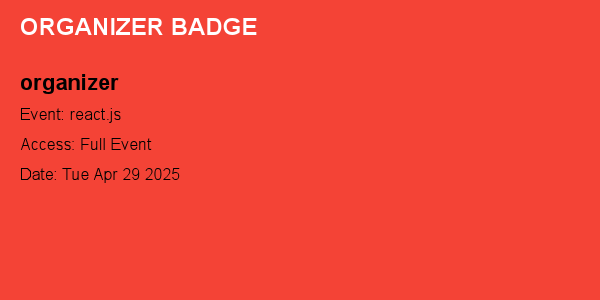 ORGANIZER BADGE
organizer
Event: react.js
Access: Full Event
Date: Tue Apr 29 2025